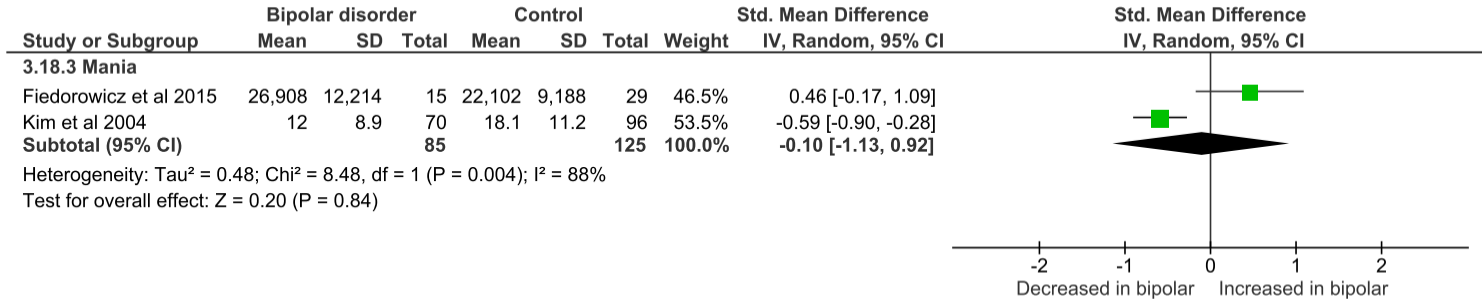 Bipolar disorder Control Std. Mean Difference Std. Mean Difference
Study or Subgroup Mean SD Total Mean SD Total Weight IV, Random, 95% CI IV, Random, 95% CI
3.18.3 Mania
Fiedorowicz et al 2015 26,908 12,214 15 22,102 9,188 29 46.5% 0.46 [-0.17, 1.09]
Kim et al 2004 12 8.9 70 18.1 11.2 96 53.5% -0.59 [-0.90, -0.28]
Subtotal (95% CI) 85 125 100.0% -0.10 [-1.13, 0.92]
Heterogeneity: Tau² = 0.48; Chi² = 8.48, df = 1 (P = 0.004); I² = 88%
Test for overall effect: Z = 0.20 (P = 0.84)
-2 -1 0 1 2
Decreased in bipolar Increased in bipolar